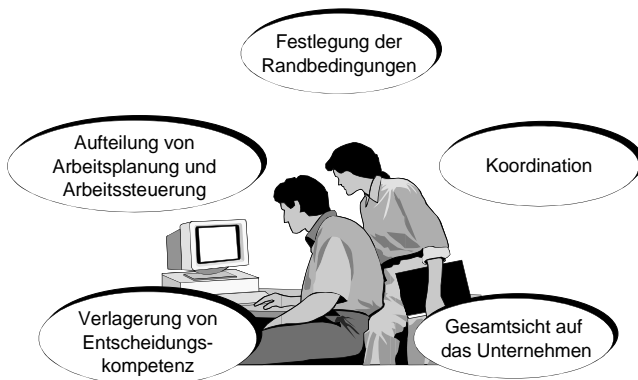 Festlegung der
Randbedingungen
Aufteilung von
Arbeitsplanung und
Arbeitssteuerung
Koordination
Verlagerung von
Entscheidungs-
kompetenz
Gesamtsicht auf
das Unternehmen